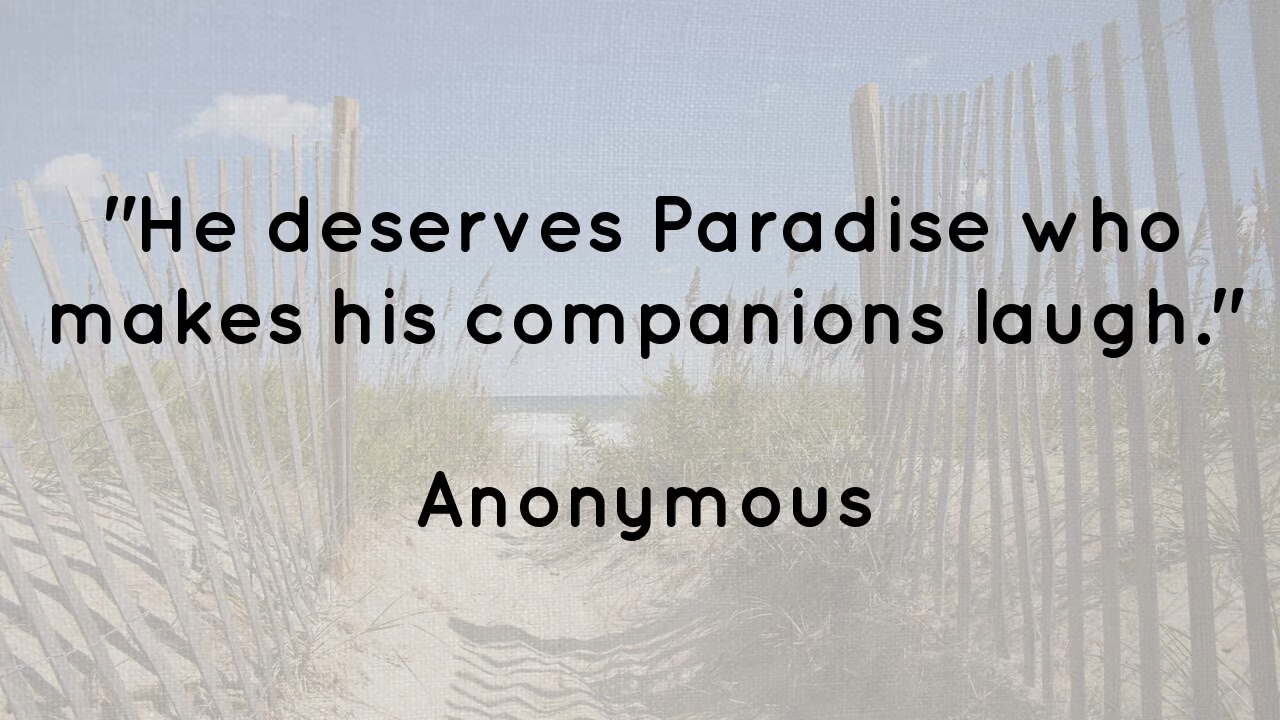 "He deserves Paradise who
makes his companions laugh."
Anonymous